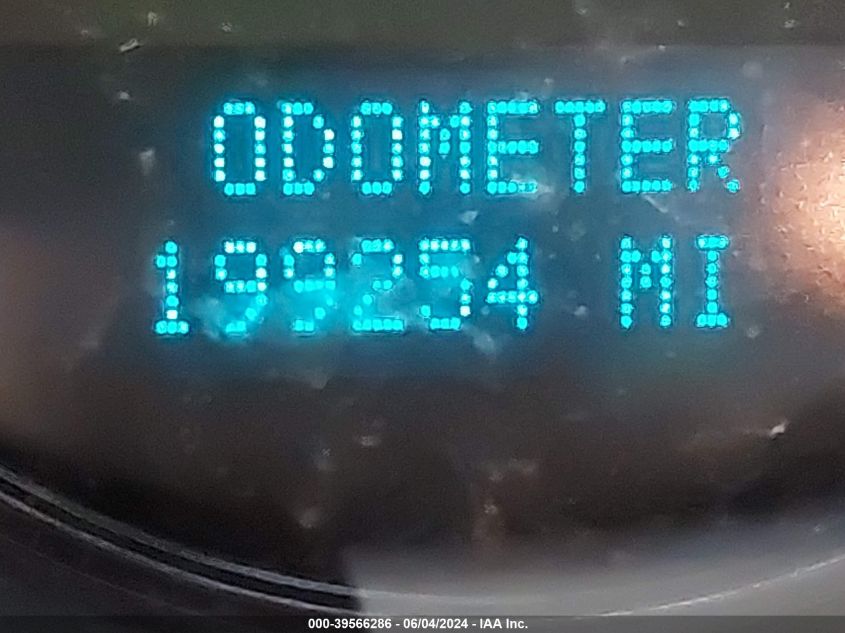 ODOMETER
199254 MI
000-39566286 - 06/04/2024 - IAA Inc.